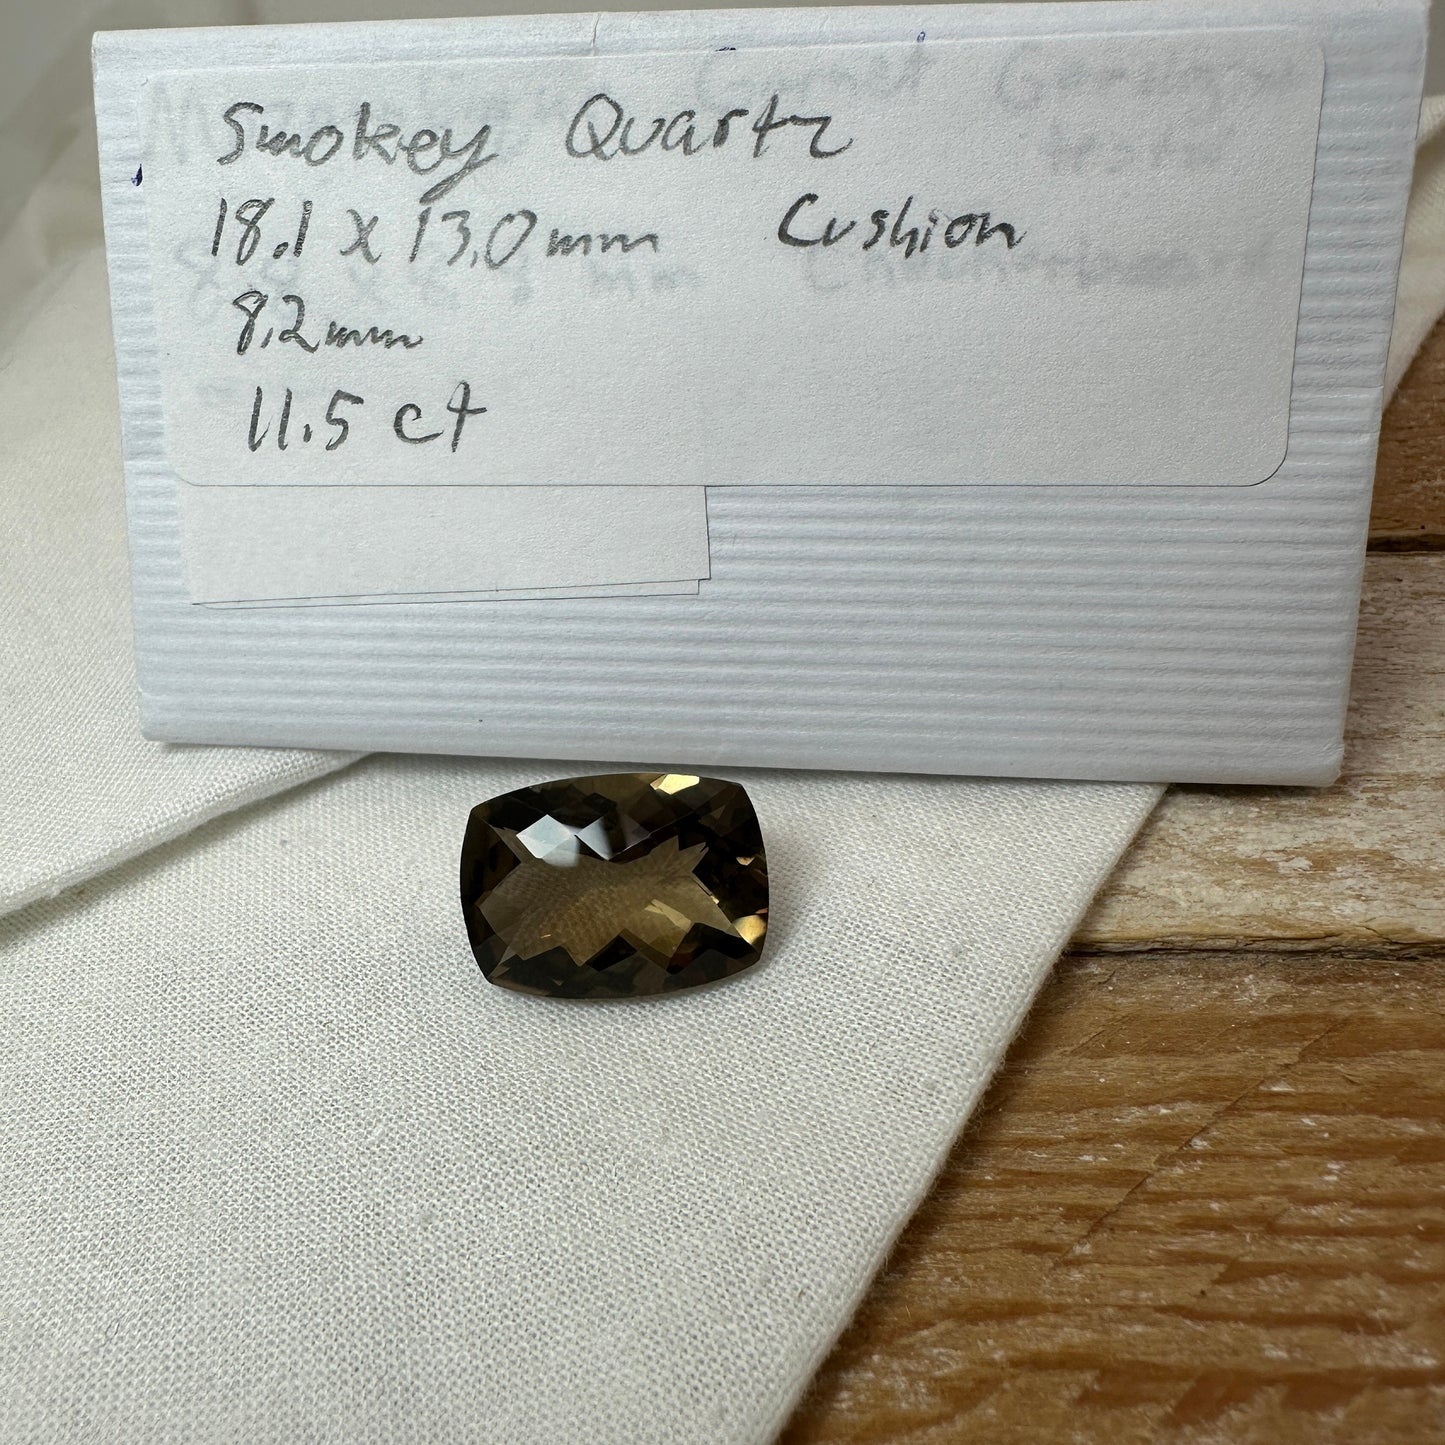 Smokey Quartz
18.1 x 13.0mm Cushion
8.2mm
11.5 ct